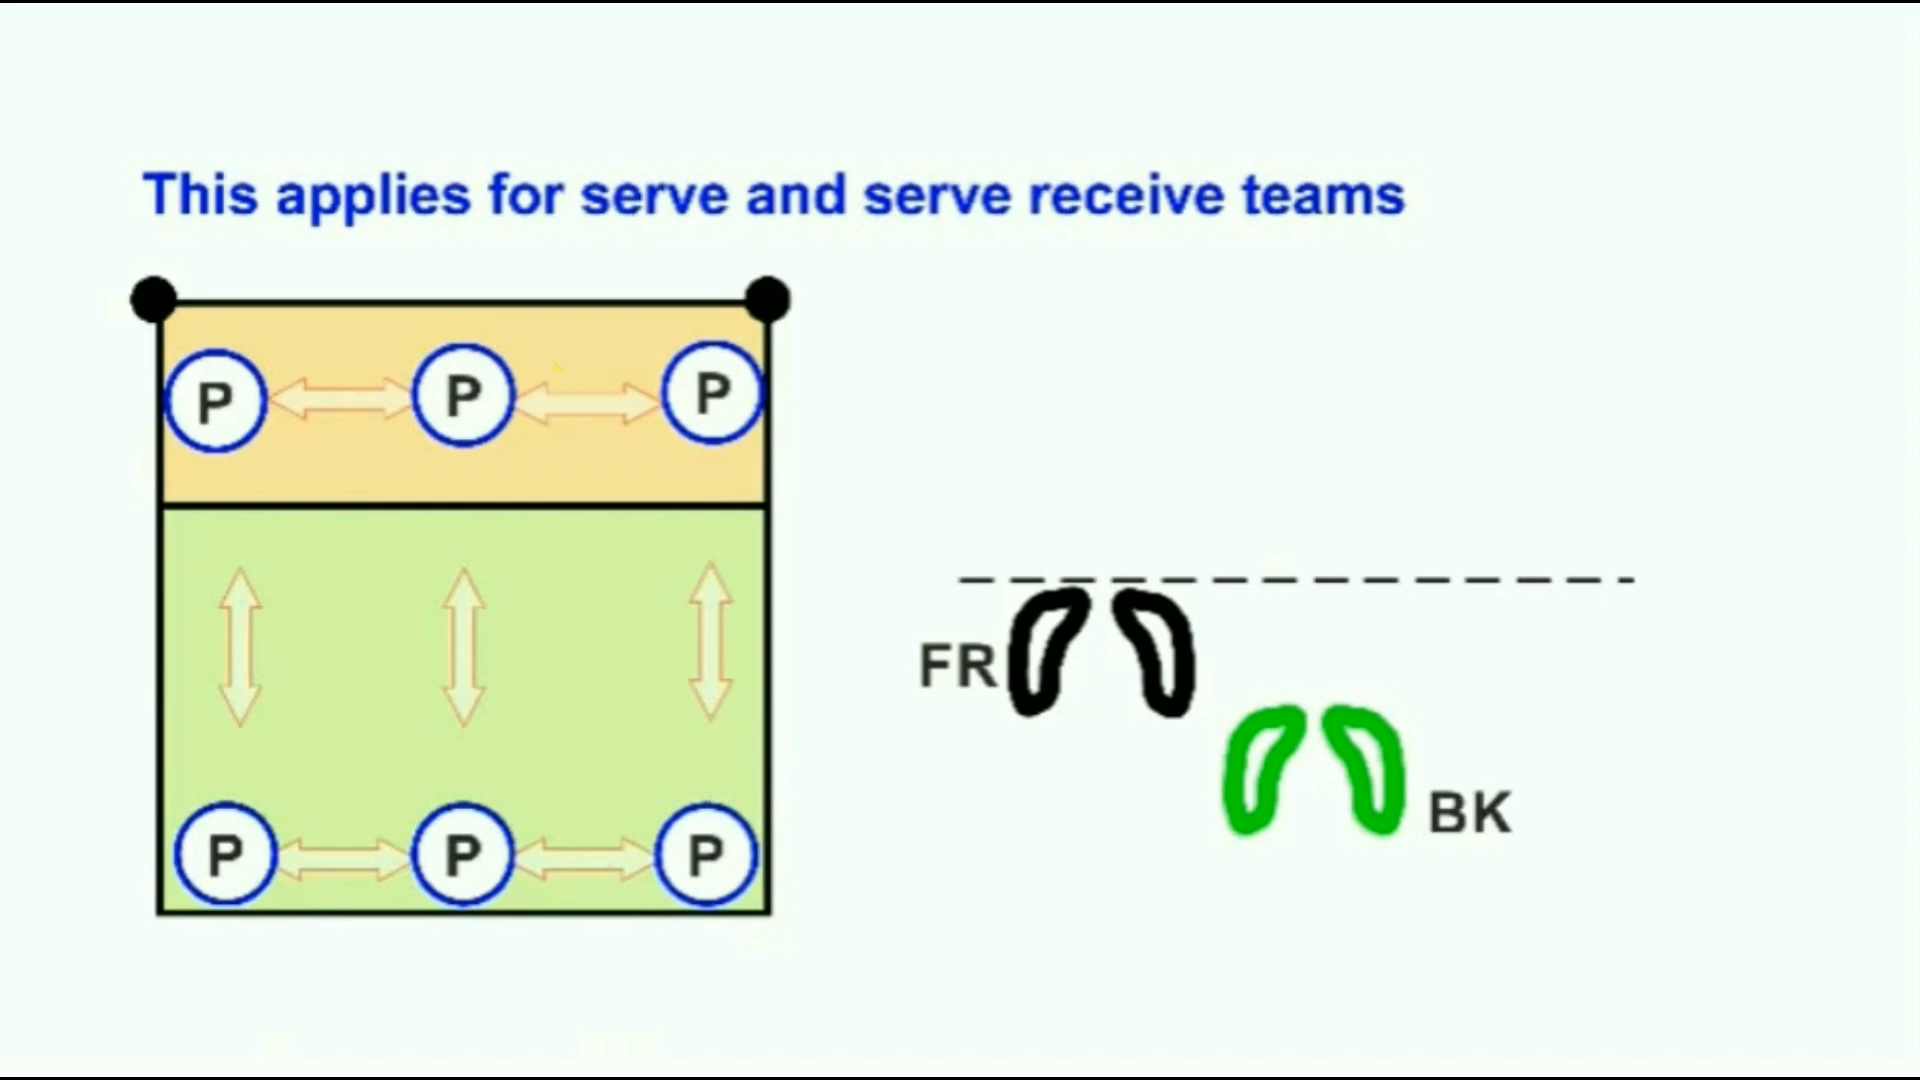 This applies for serve and serve receive teams
P P P
FR
BK
P P P